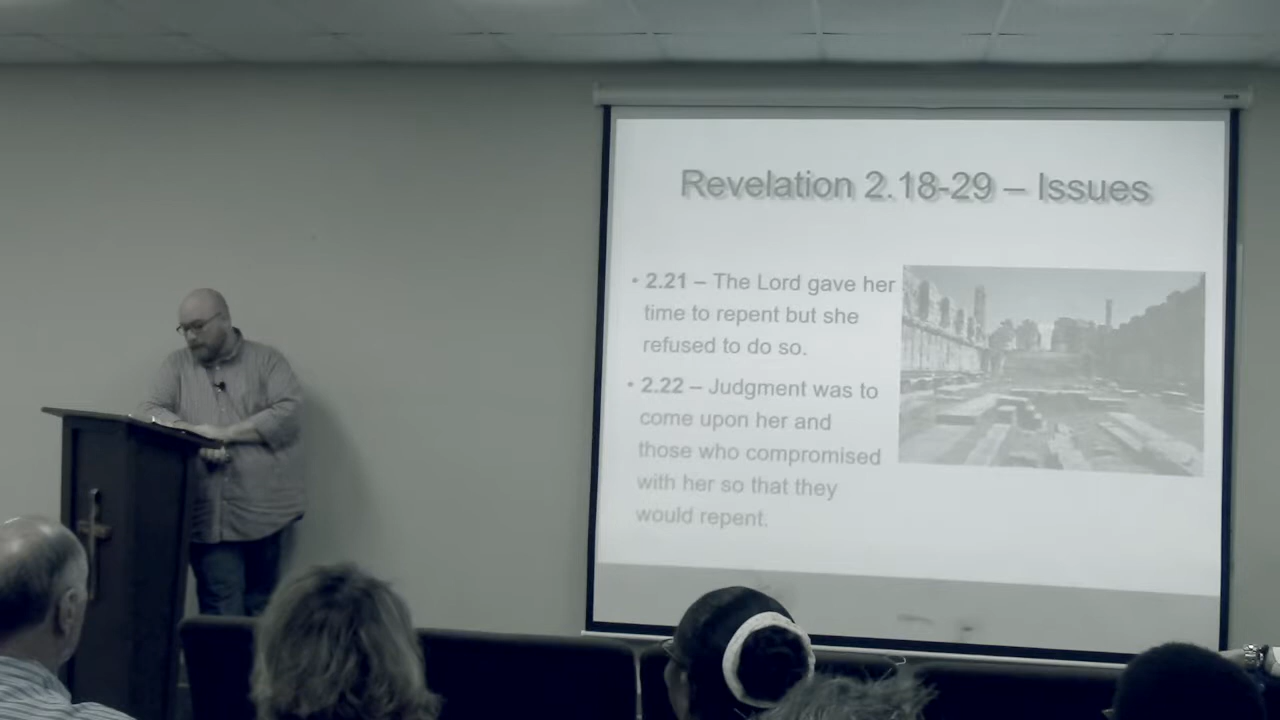 Revelation 2.18-29 – Issues
• 2.21 – The Lord gave her
time to repent but she
refused to do so.
• 2.22 – Judgment was to
come upon her and
those who compromised
with her so that they
would repent.